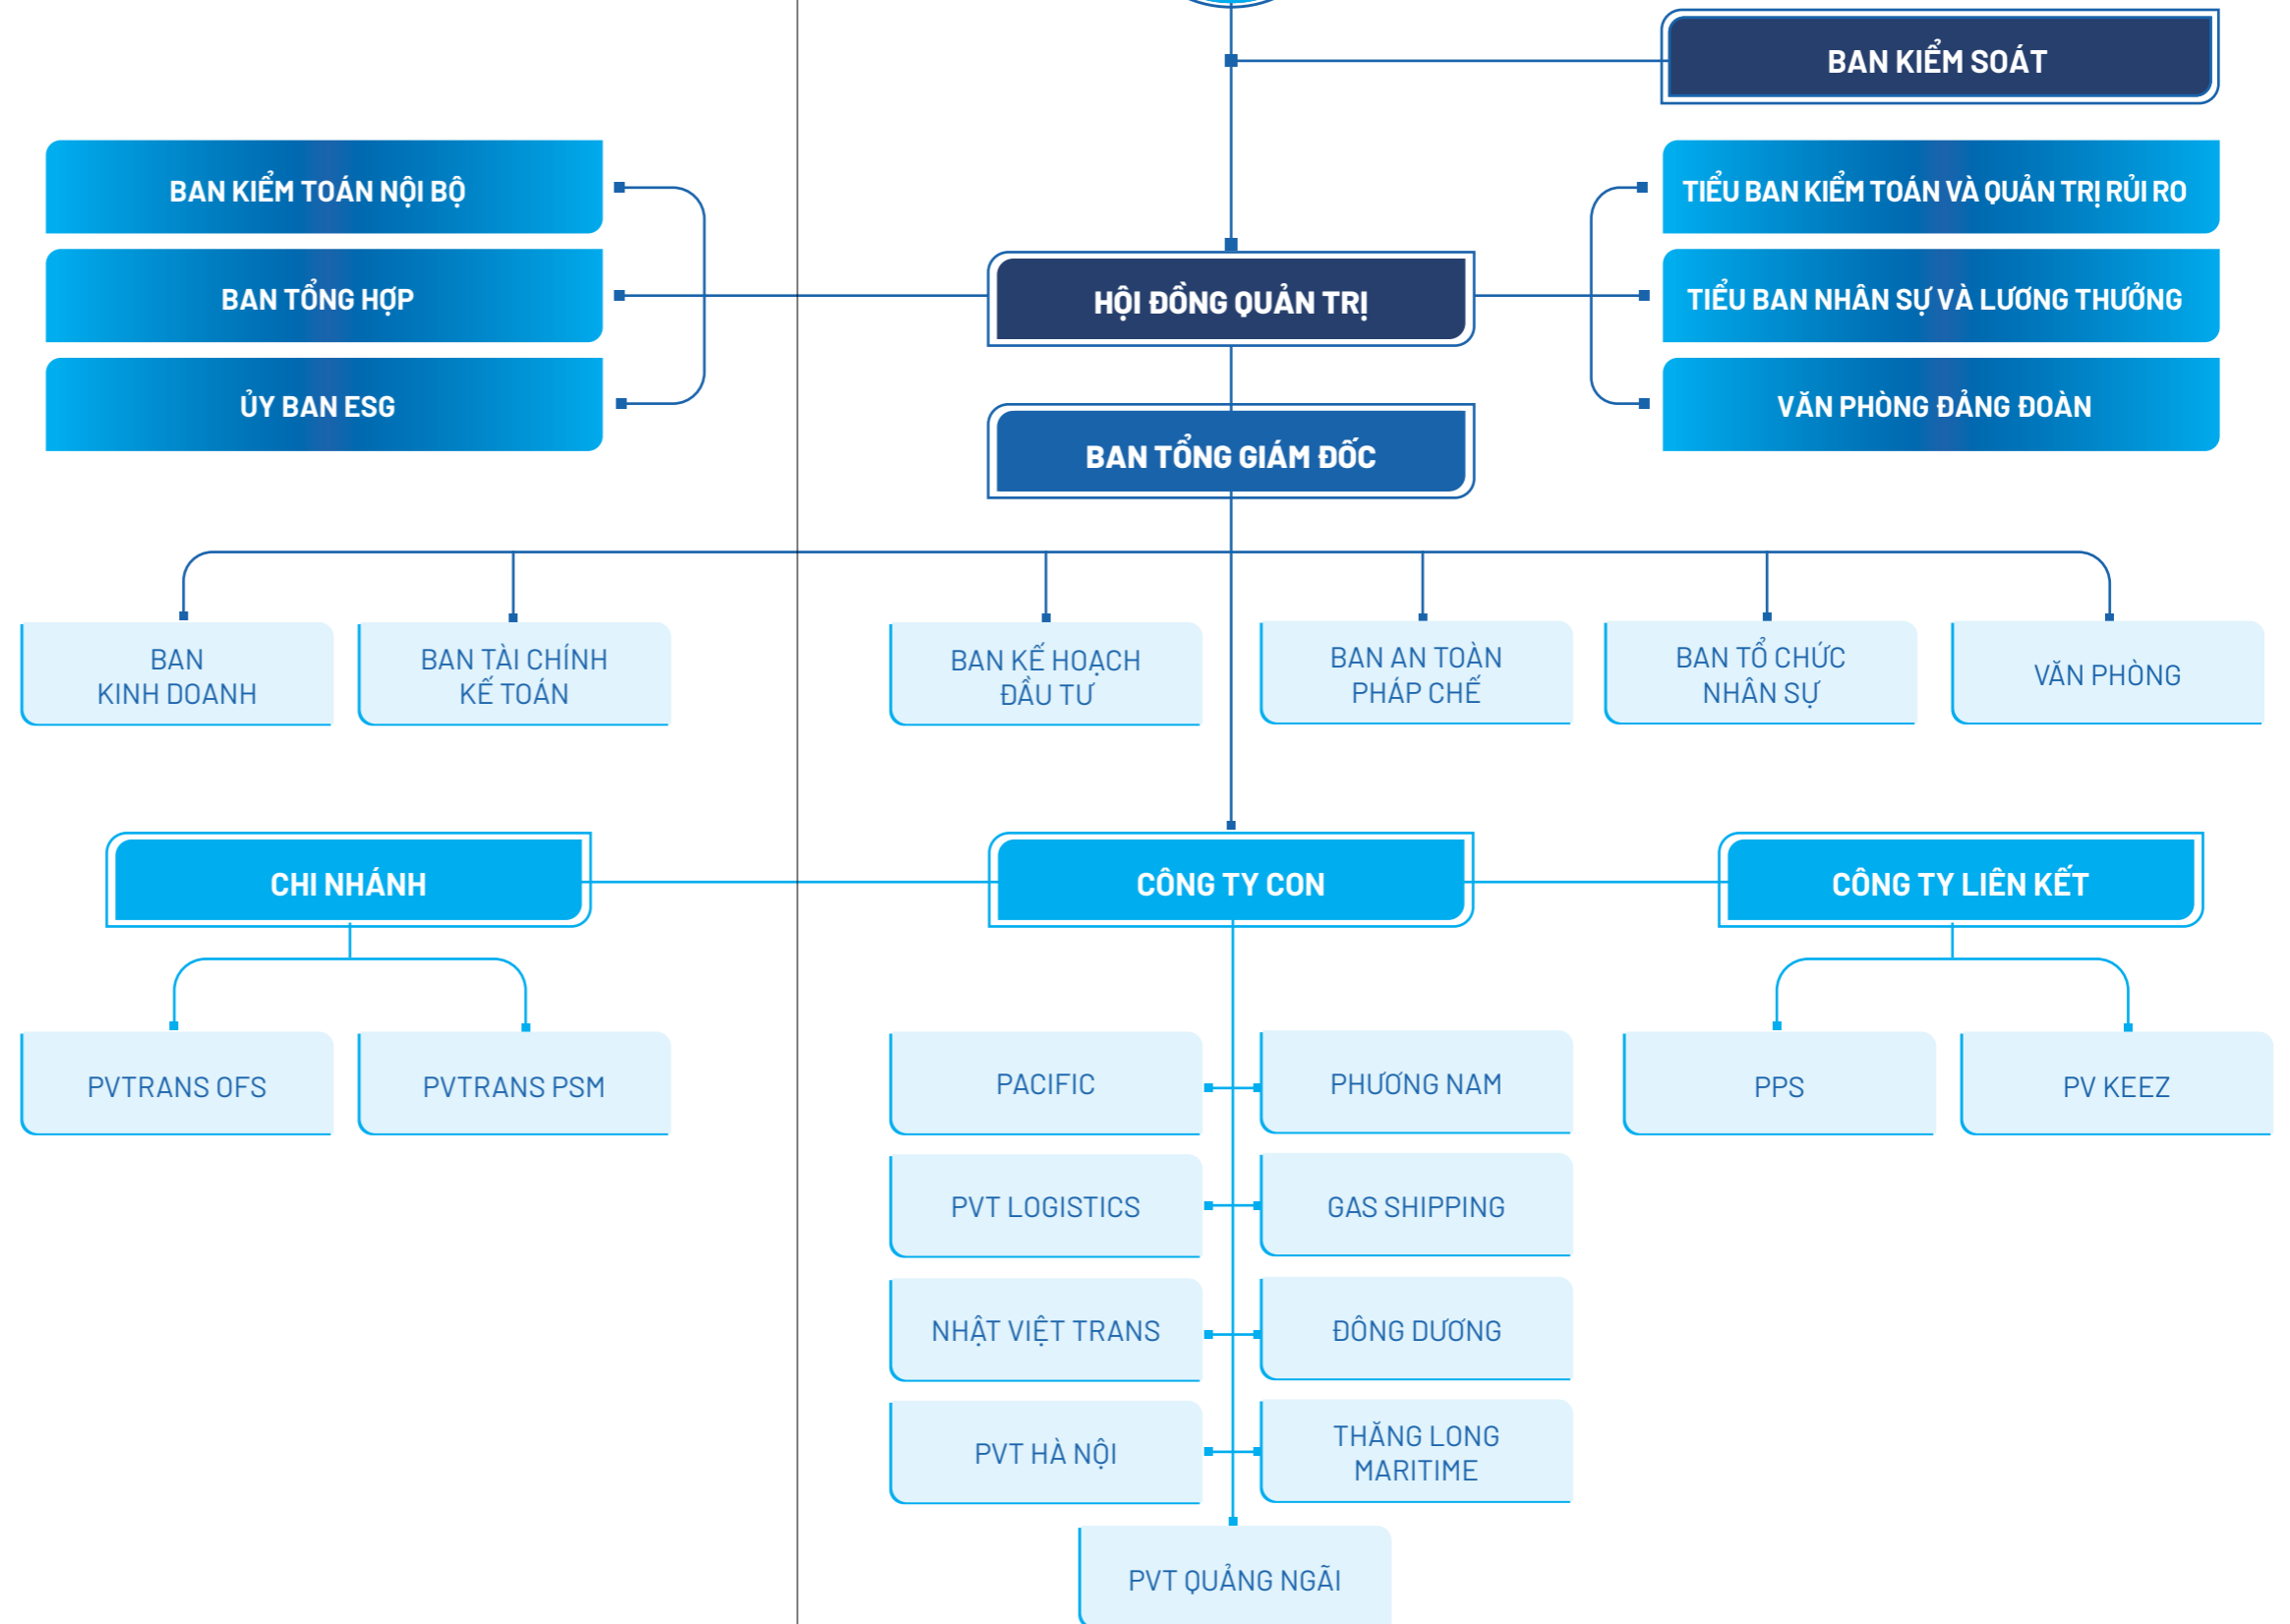 BAN KIỂM SOÁT
BAN KIỂM TOÁN NỘI BỘ
TIỂU BAN KIỂM TOÁN VÀ QUẢN TRỊ RỦI RO
BAN TỔNG HỢP
HỘI ĐỒNG QUẢN TRỊ
TIỂU BAN NHÂN SỰ VÀ LƯƠNG THƯỞNG
ỦY BAN ESG
VĂN PHÒNG ĐẢNG ĐOÀN
BAN TỔNG GIÁM ĐỐC
BAN
KINH DOANH
BAN TÀI CHÍNH
KẾ TOÁN
BAN KẾ HOẠCH
ĐẦU TƯ
BAN AN TOÀN
PHÁP CHẾ
BAN TỔ CHỨC
NHÂN SỰ
VĂN PHÒNG
CHI NHÁNH
CÔNG TY CON
CÔNG TY LIÊN KẾT
PVTRANS OFS
PVTRANS PSM
PACIFIC
PHƯƠNG NAM
PPS
PV KEEZ
PVT LOGISTICS
GAS SHIPPING
NHẬT VIỆT TRANS
ĐÔNG DƯƠNG
PVT HÀ NỘI
THĂNG LONG
MARITIME
PVT QUẢNG NGÃI